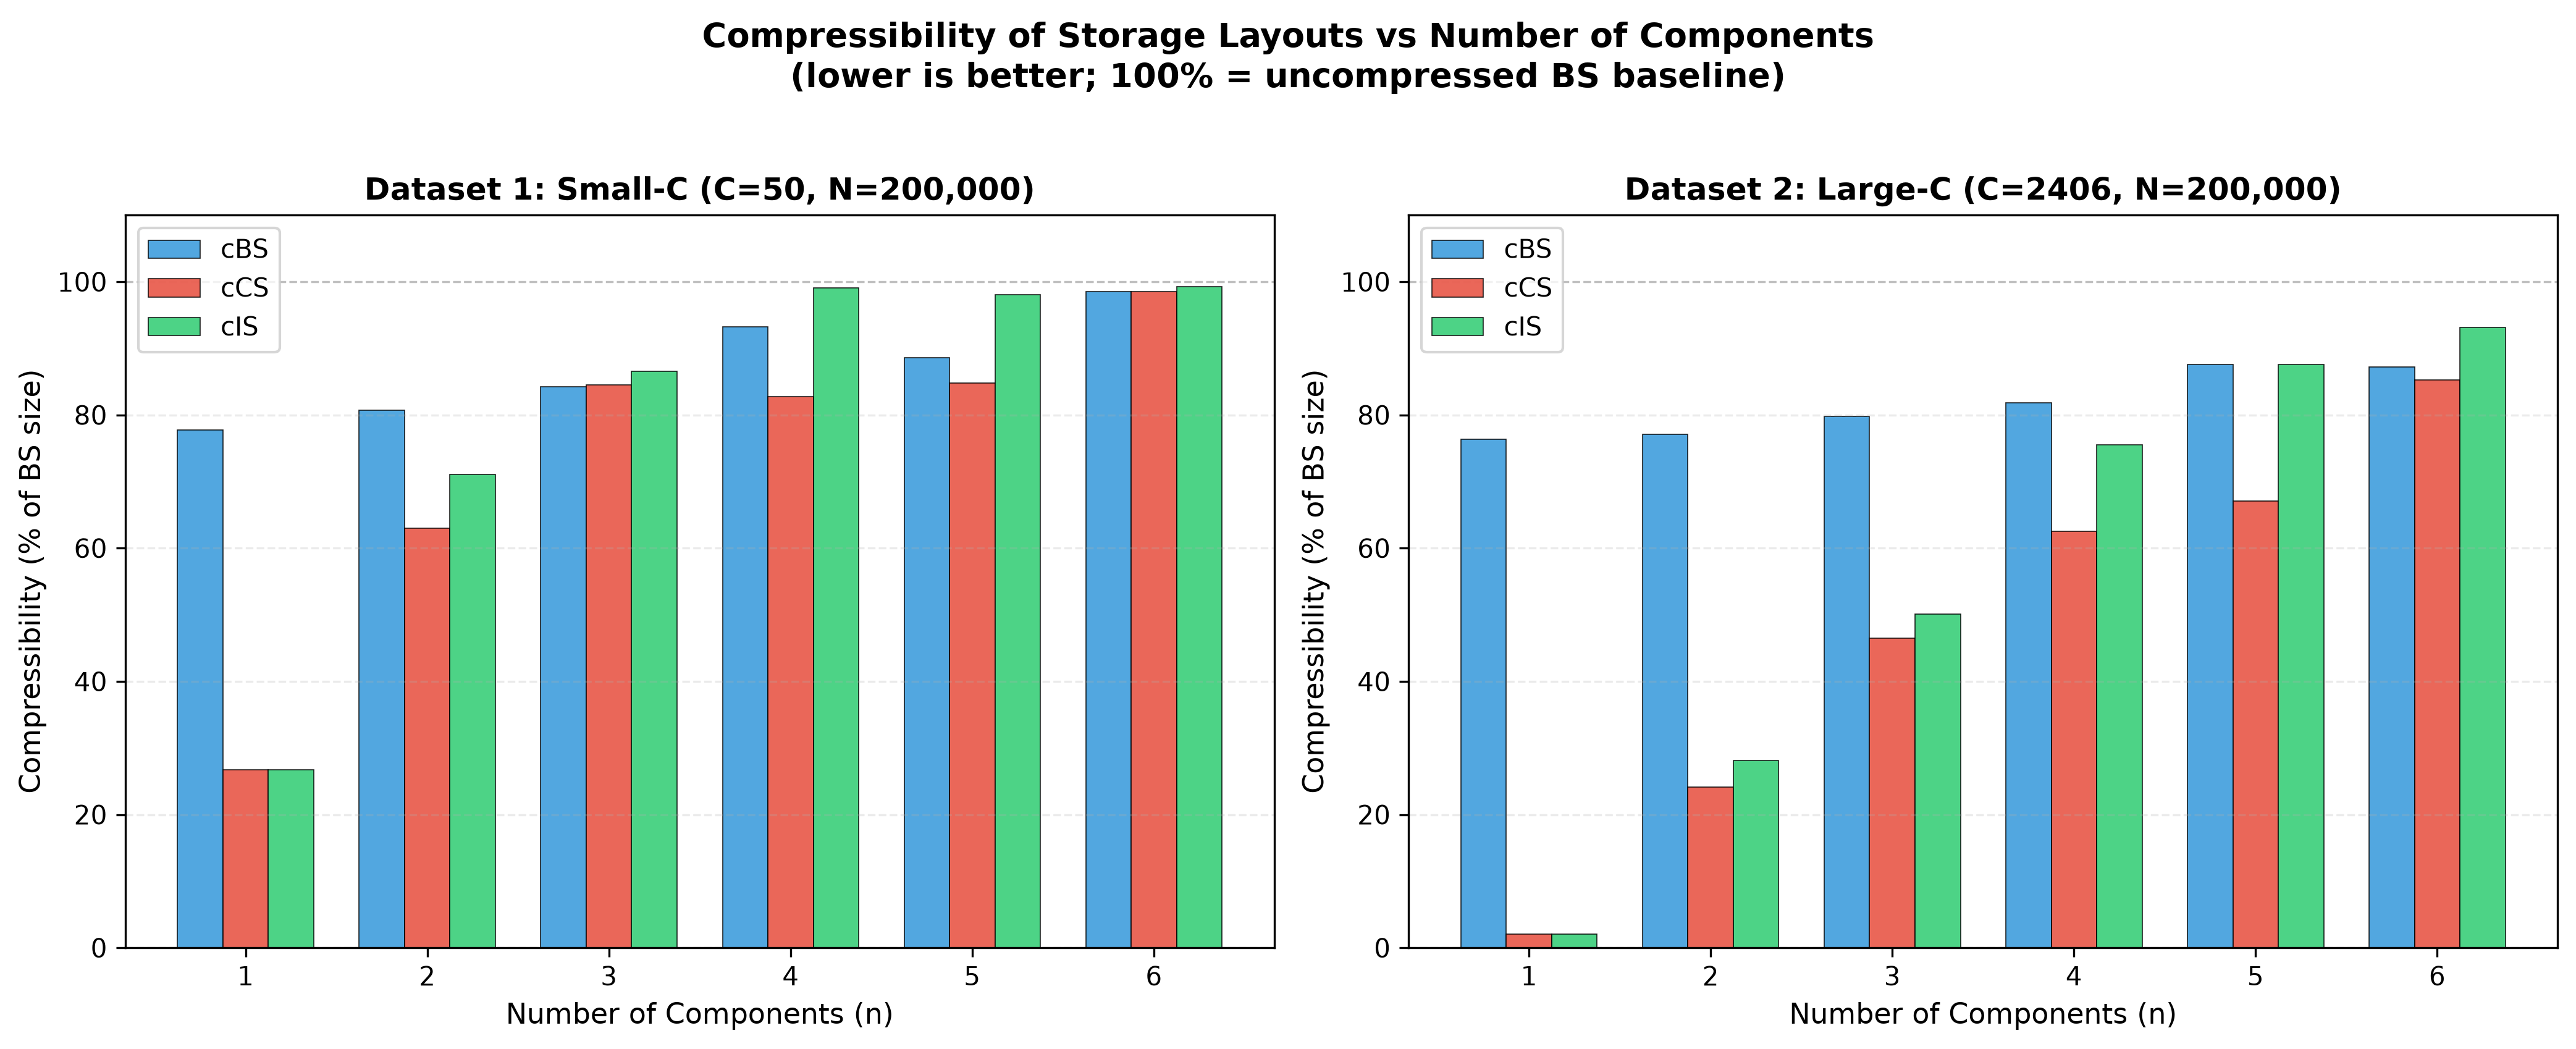 Compressibility of Storage Layouts vs Number of Components
(lower is better; 100% = uncompressed BS baseline)
Dataset 1: Small-C (C=50, N=200,000)
cBS
cCS
cIS
Compressibility (% of BS size)
100
80
60
40
20
0
1 2 3 4 5 6
Number of Components (n)
Dataset 2: Large-C (C=2406, N=200,000)
cBS
cCS
cIS
Compressibility (% of BS size)
100
80
60
40
20
0
1 2 3 4 5 6
Number of Components (n)